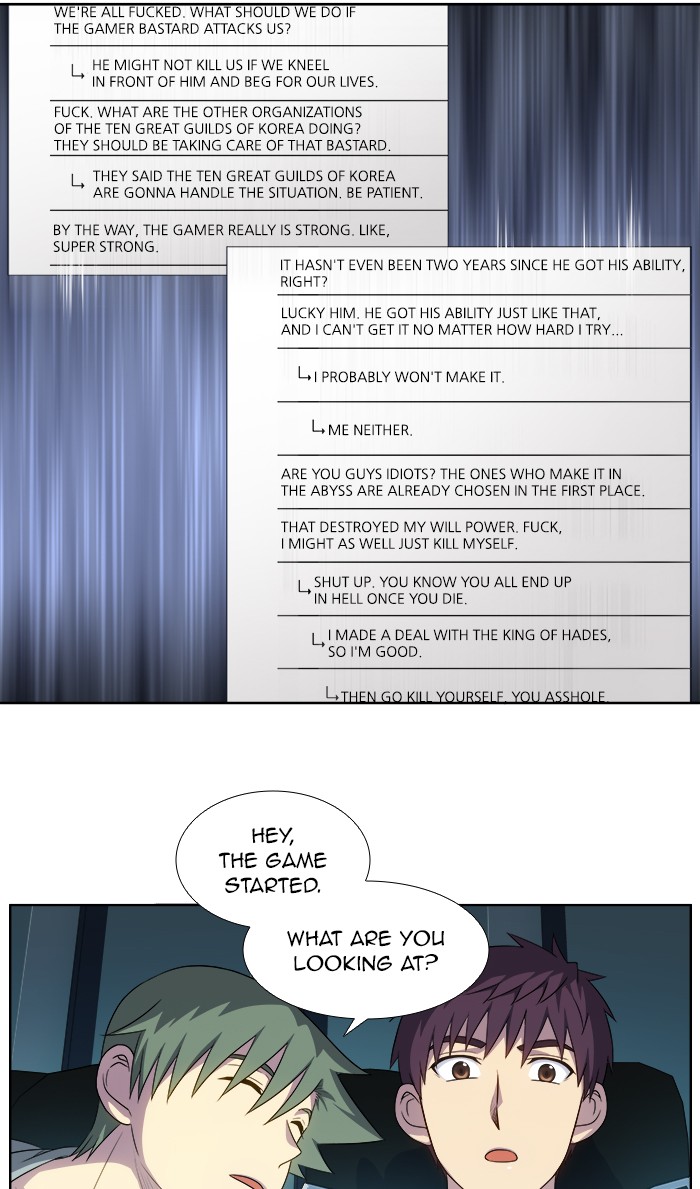 WE'RE ALL FUCKED. WHAT SHOULD WE DO IF
THE GAMER BASTARD ATTACKS US?
HE MIGHT NOT KILL US IF WE KNEEL
IN FRONT OF HIM AND BEG FOR OUR LIVES.
FUCK. WHAT ARE THE OTHER ORGANIZATIONS
OF THE TEN GREAT GUILDS OF KOREA DOING?
THEY SHOULD BE TAKING CARE OF THAT BASTARD.
THEY SAID THE TEN GREAT GUILDS OF KOREA
ARE GONNA HANDLE THE SITUATION. BE PATIENT.
BY THE WAY, THE GAMER REALLY IS STRONG. LIKE,
SUPER STRONG.
IT HASN'T EVEN BEEN TWO YEARS SINCE HE GOT HIS ABILITY,
RIGHT?
LUCKY HIM. HE GOT HIS ABILITY JUST LIKE THAT,
AND I CAN'T GET IT NO MATTER HOW HARD I TRY...
I PROBABLY WON'T MAKE IT.
ME NEITHER.
ARE YOU GUYS IDIOTS? THE ONES WHO MAKE IT IN
THE ABYSS ARE ALREADY CHOSEN IN THE FIRST PLACE.
THAT DESTROYED MY WILL POWER. FUCK,
I MIGHT AS WELL JUST KILL MYSELF.
SHUT UP. YOU KNOW YOU ALL END UP
IN HELL ONCE YOU DIE.
I MADE A DEAL WITH THE KING OF HADES,
SO I'M GOOD.
THEN GO KILL YOURSELF, YOU ASSHOLE.
HEY,
THE GAME
STARTED.
WHAT ARE YOU
LOOKING AT?